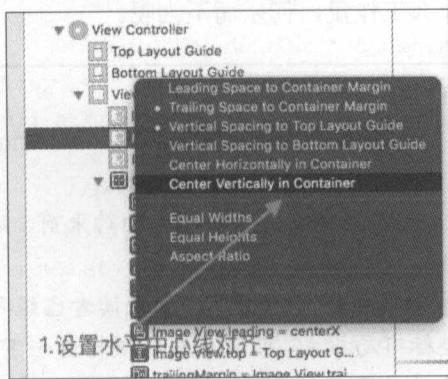 View Controller
Top Layout Guide
Bottom Layout Guide
View
Leading Space to Container Margin
Trailing Space to Container Margin
Vertical Spacing to Top Layout Guide
Vertical Spacing to Bottom Layout Guide
Center Horizontally in Container
Center Vertically in Container
Equal Widths
Equal Heights
Aspect Ratio
Image View.leading = centerX
1.设置水平中心线对齐
Image View.top = Top Layout G...
trailingMargin = Image View.trai...